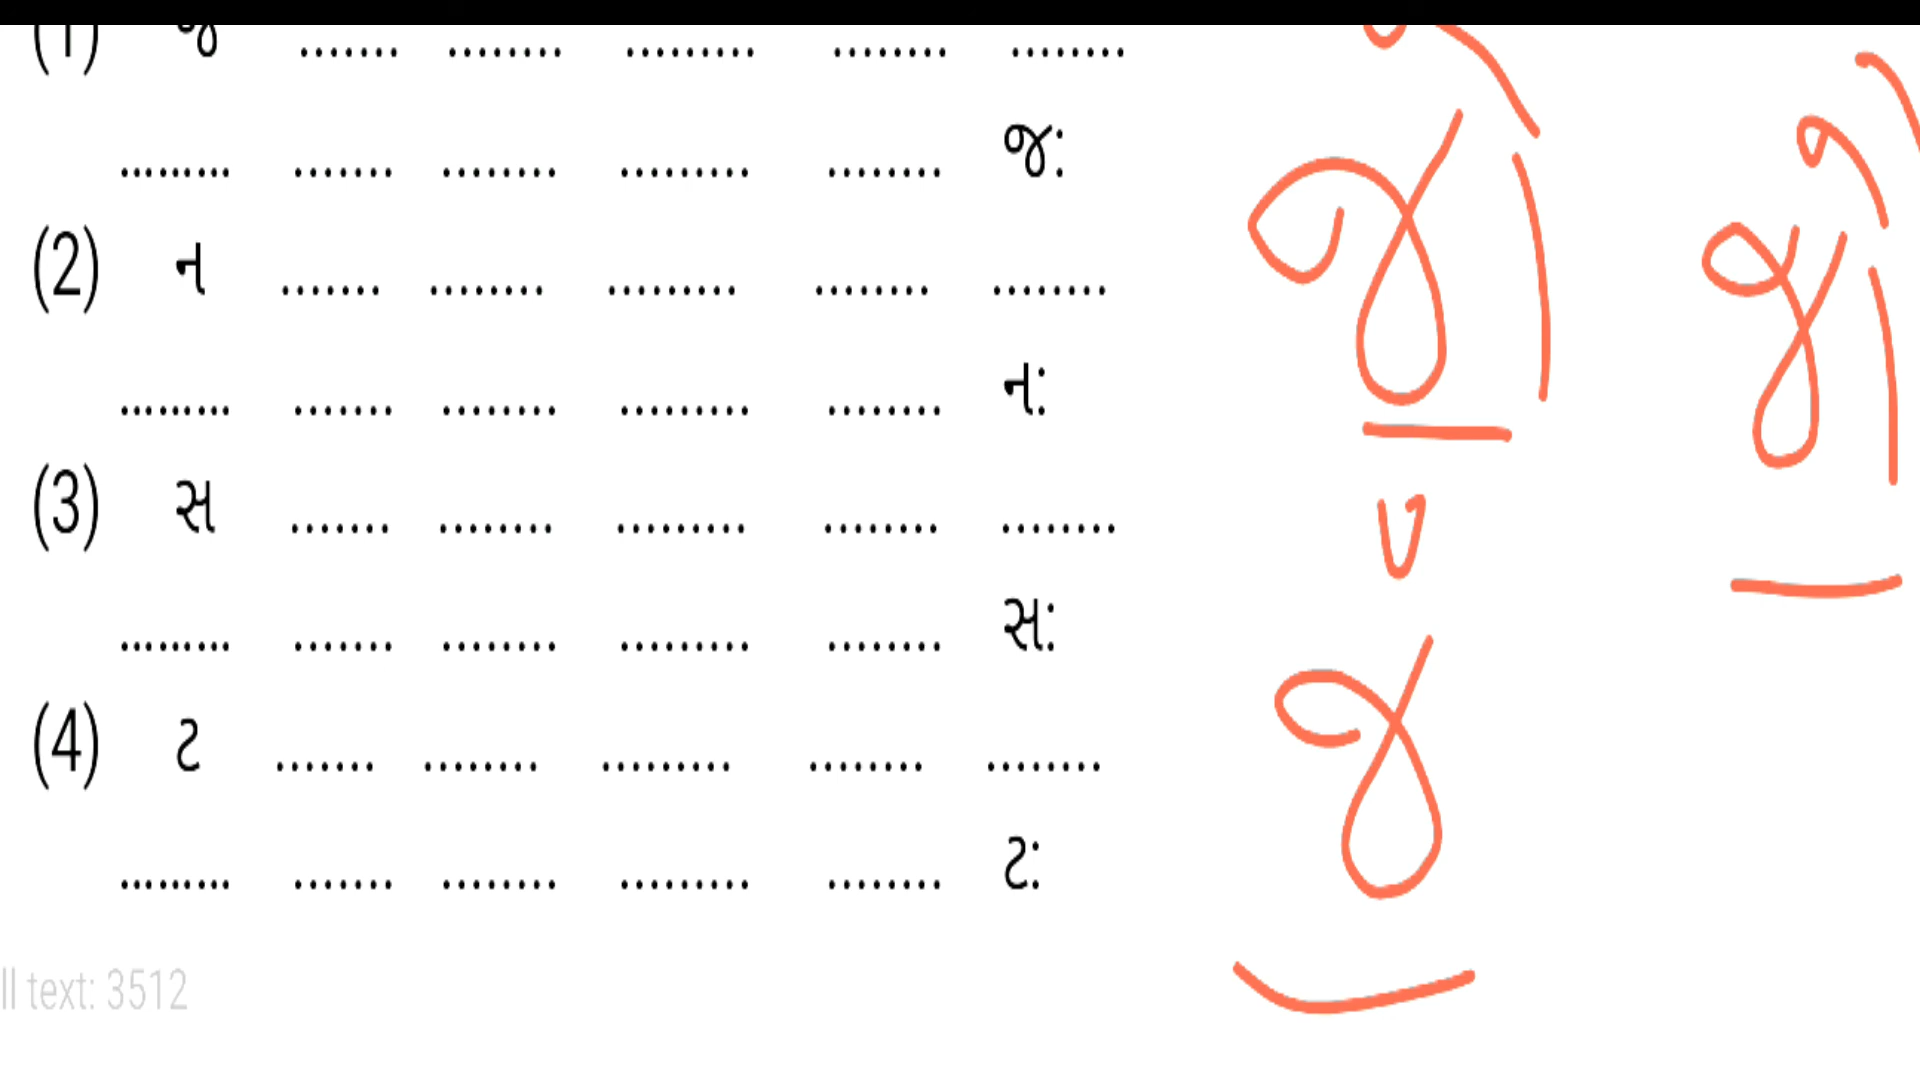 (1) જ ....... ........ ......... ........ ........
......... ....... ........ ......... ........ જઃ
(2) ન ....... ........ ......... ........ ........
......... ....... ........ ......... ........ નઃ
(3) સ ....... ........ ......... ........ ........
......... ....... ........ ......... ........ સઃ
(4) ટ ....... ........ ......... ........ ........
......... ....... ........ ......... ........ ટઃ
ll text: 3512
જ